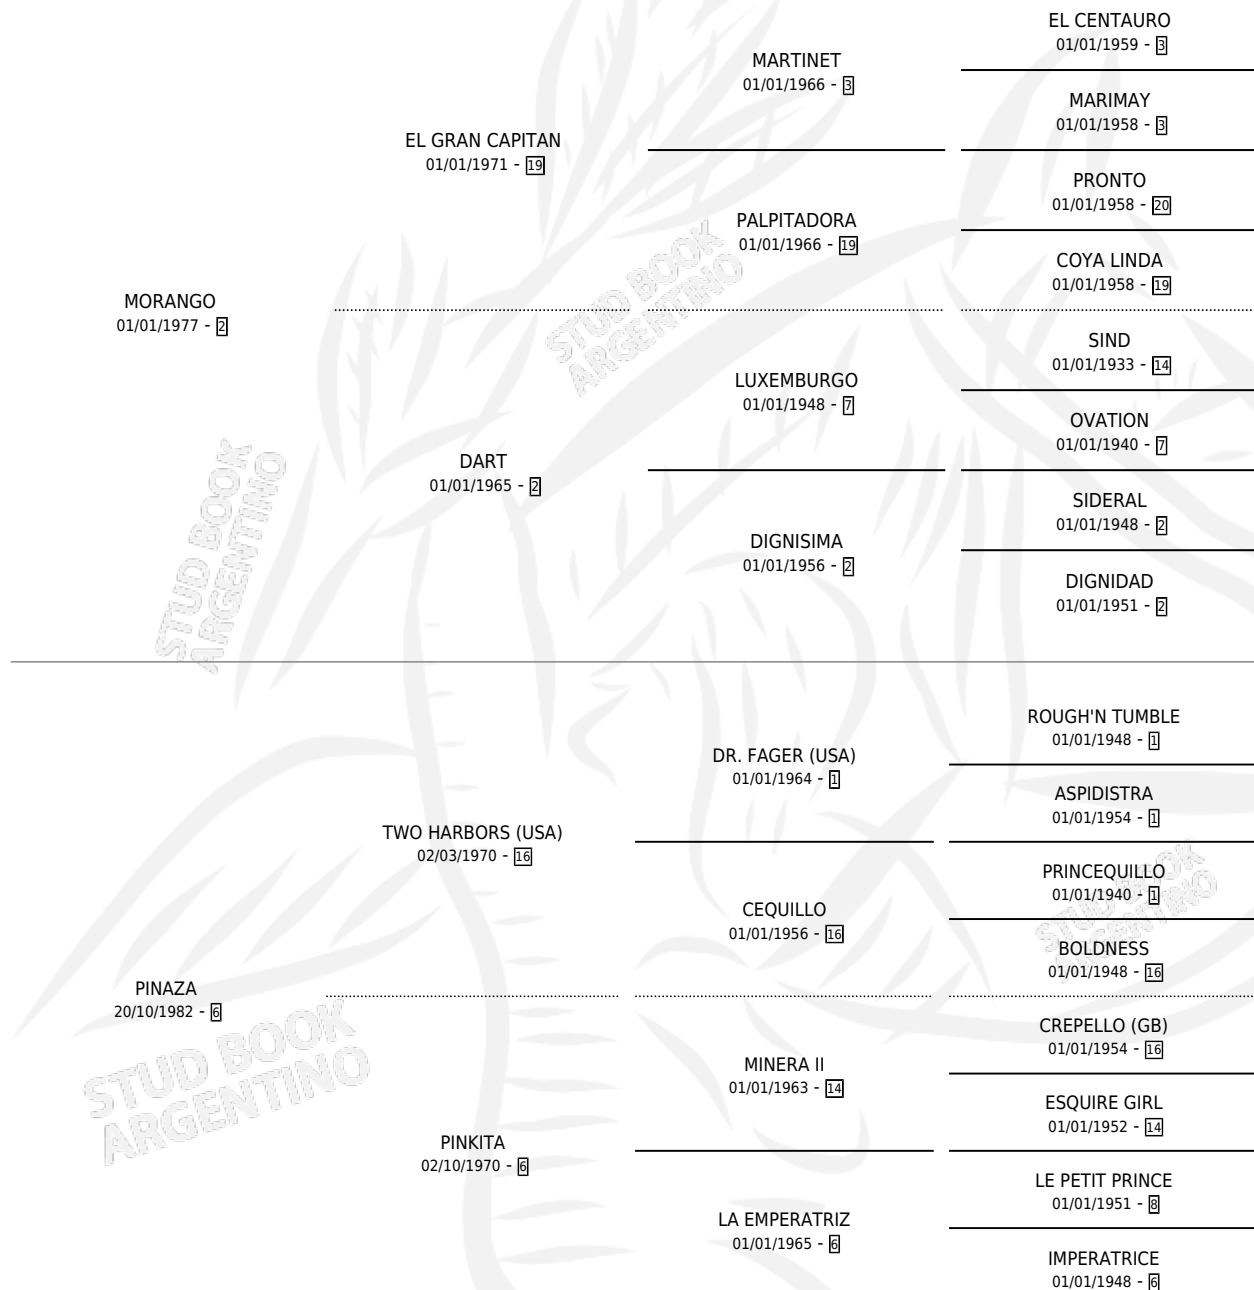 EL CENTAURO
01/01/1959 - 3
MARTINET
01/01/1966 - 3
MARIMAY
01/01/1958 - 3
EL GRAN CAPITAN
01/01/1971 - 19
PRONTO
01/01/1958 - 20
PALPITADORA
01/01/1966 - 19
COYA LINDA
01/01/1958 - 19
MORANGO
01/01/1977 - 2
SIND
01/01/1933 - 14
LUXEMBURGO
01/01/1948 - 7
OVATION
01/01/1940 - 7
DART
01/01/1965 - 2
SIDERAL
01/01/1948 - 2
DIGNISIMA
01/01/1956 - 2
DIGNIDAD
01/01/1951 - 2
STUD BOOK
ARGENTINO
STUD BOOK
ARGENTINO
ROUGH'N TUMBLE
01/01/1948 - 1
DR. FAGER (USA)
01/01/1964 - 1
ASPIDISTRA
01/01/1954 - 1
TWO HARBORS (USA)
02/03/1970 - 16
PRINCEQUILLO
01/01/1940 - 1
CEQUILLO
01/01/1956 - 16
BOLDNESS
01/01/1948 - 16
PINAZA
20/10/1982 - 6
CREPELLO (GB)
01/01/1954 - 16
MINERA II
01/01/1963 - 14
ESQUIRE GIRL
01/01/1952 - 14
PINKITA
02/10/1970 - 6
LE PETIT PRINCE
01/01/1951 - 8
LA EMPERATRIZ
01/01/1965 - 6
IMPERATRICE
01/01/1948 - 6
STUD BOOK
ARGENTINO
STUD BOOK
ARGENTINO